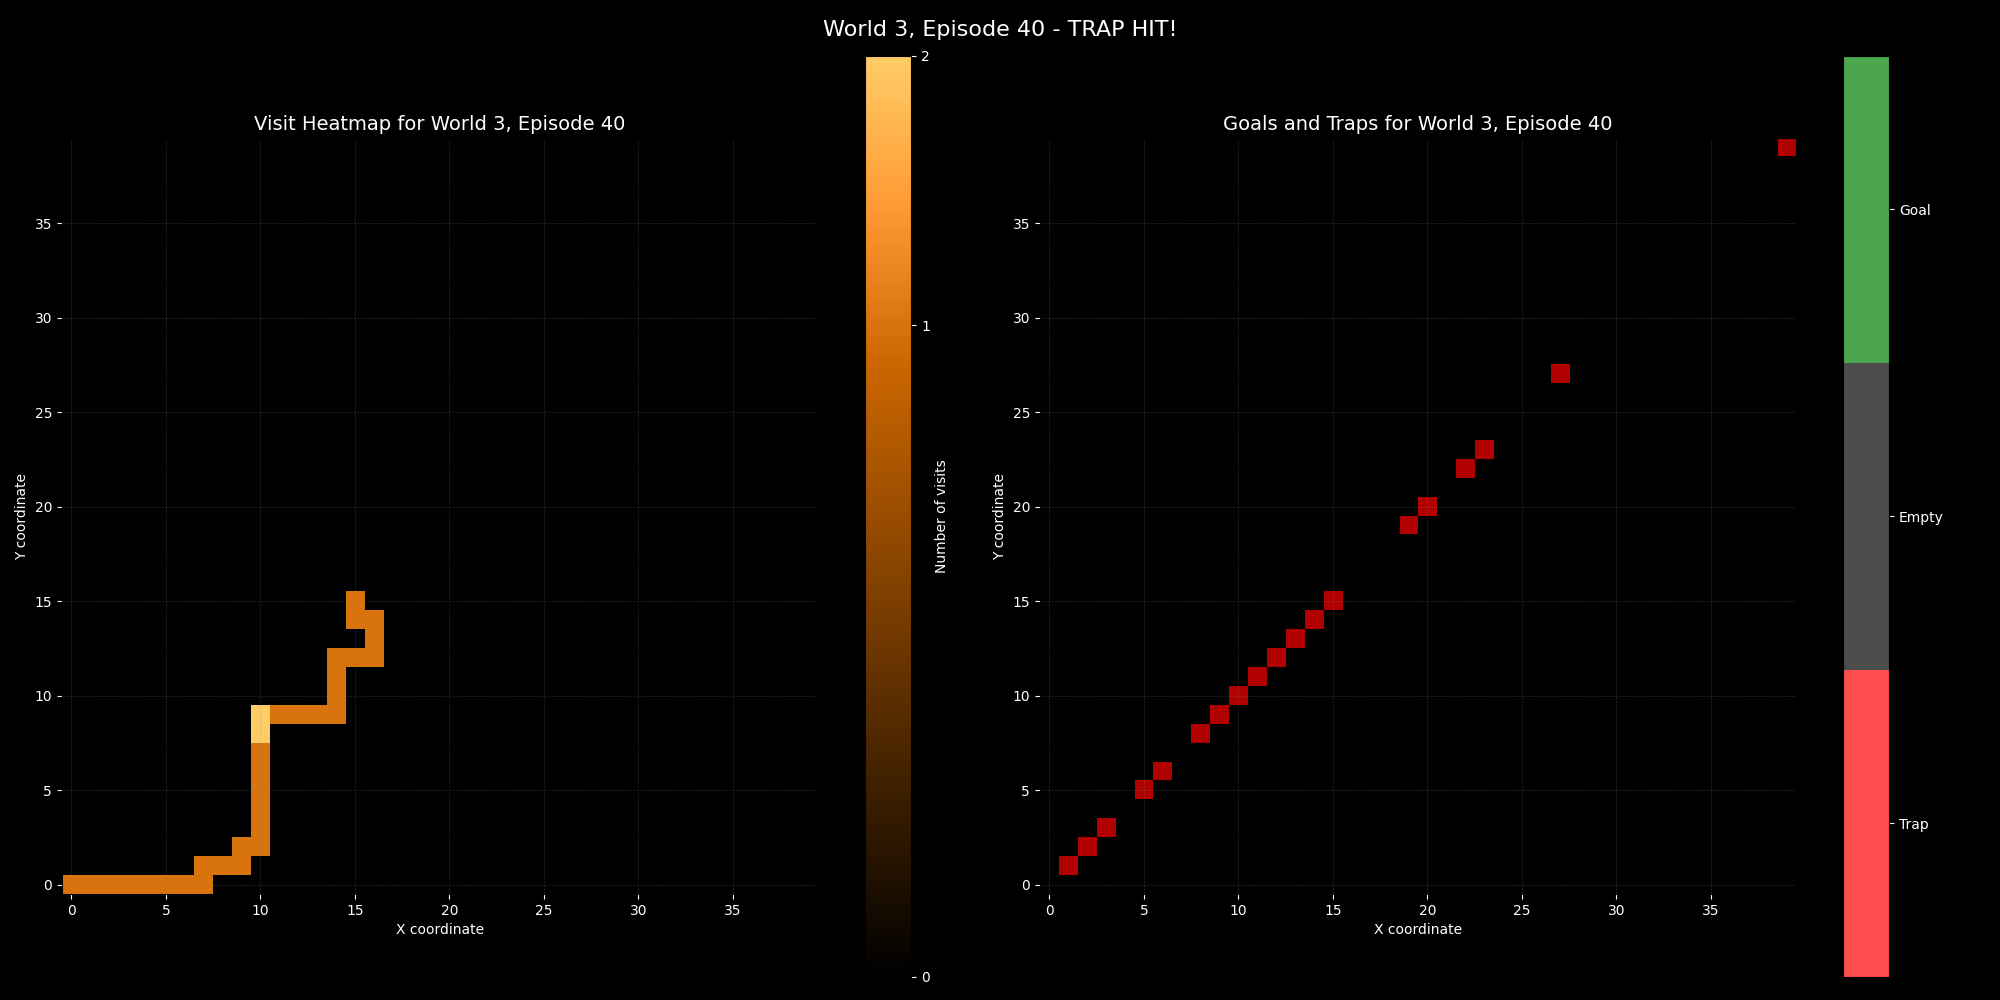 World 3, Episode 40 - TRAP HIT!
Visit Heatmap for World 3, Episode 40
35
30
25
20
15
10
5
0
Y coordinate
0 5 10 15 20 25 30 35
X coordinate
2
1
0
Number of visits
Goals and Traps for World 3, Episode 40
35
30
25
20
15
10
5
0
Y coordinate
0 5 10 15 20 25 30 35
X coordinate
Goal
Empty
Trap